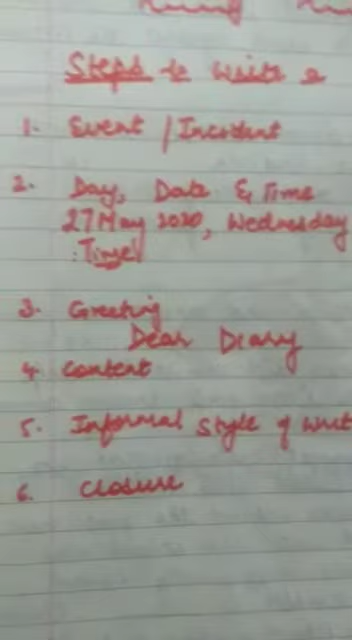 Steps to write a
1. Event / Incident
2. Day, Date & Time
27 May 2020, Wednesday
: Time
3. Greeting
Dear Diary
4. Content
5. Informal style of writ
6. Closure